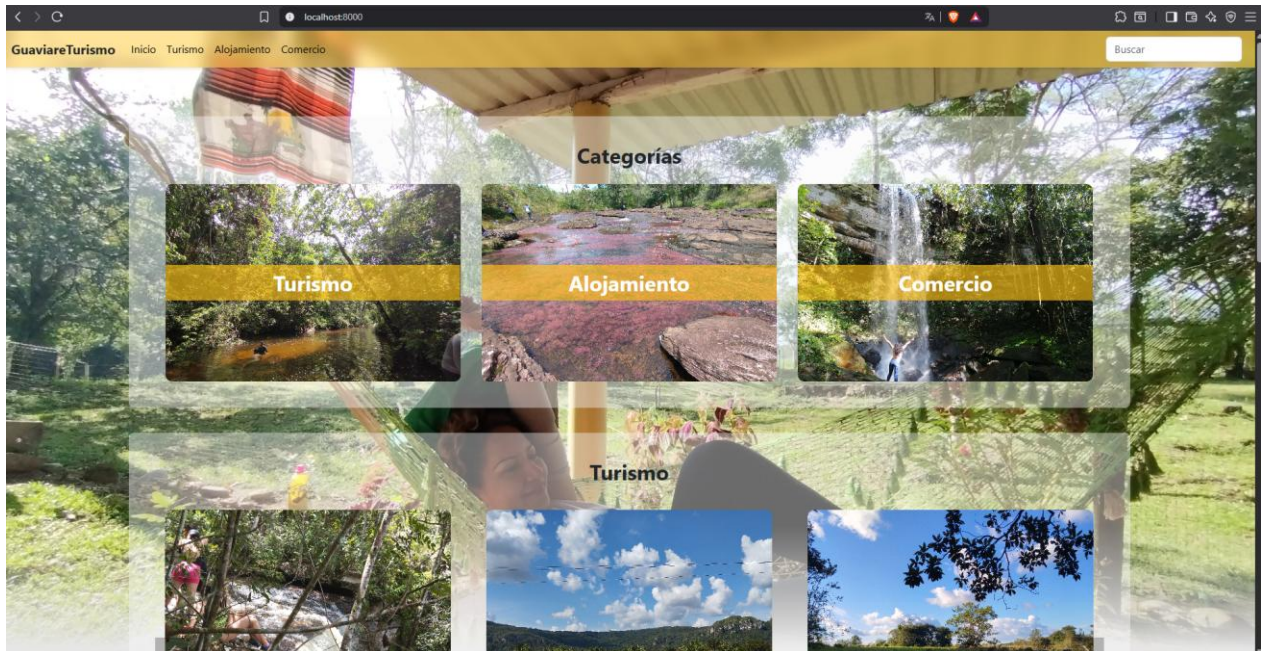 localhost:8000
GuaviareTurismo Inicio Turismo Alojamiento Comercio Buscar
Categorías
Turismo Alojamiento Comercio
Turismo